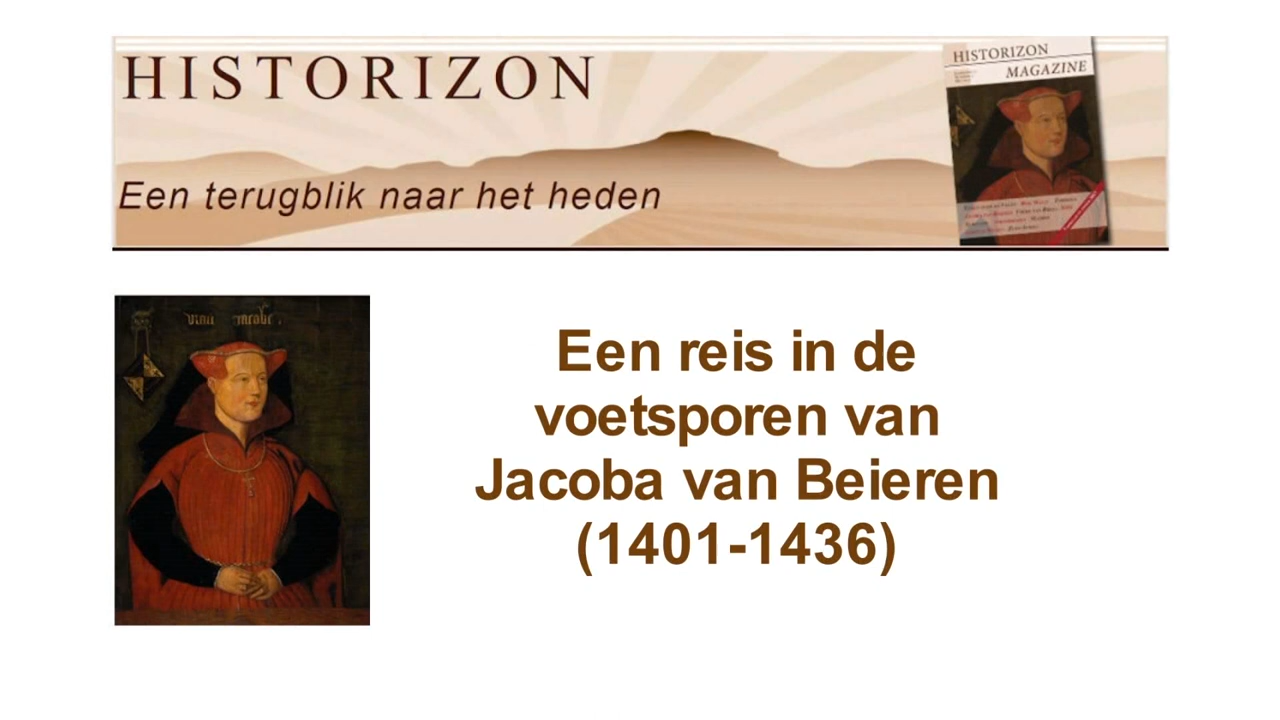 HISTORIZON
Een terugblik naar het heden
HISTORIZON
MAGAZINE
Een reis in de
voetsporen van
Jacoba van Beieren
(1401-1436)